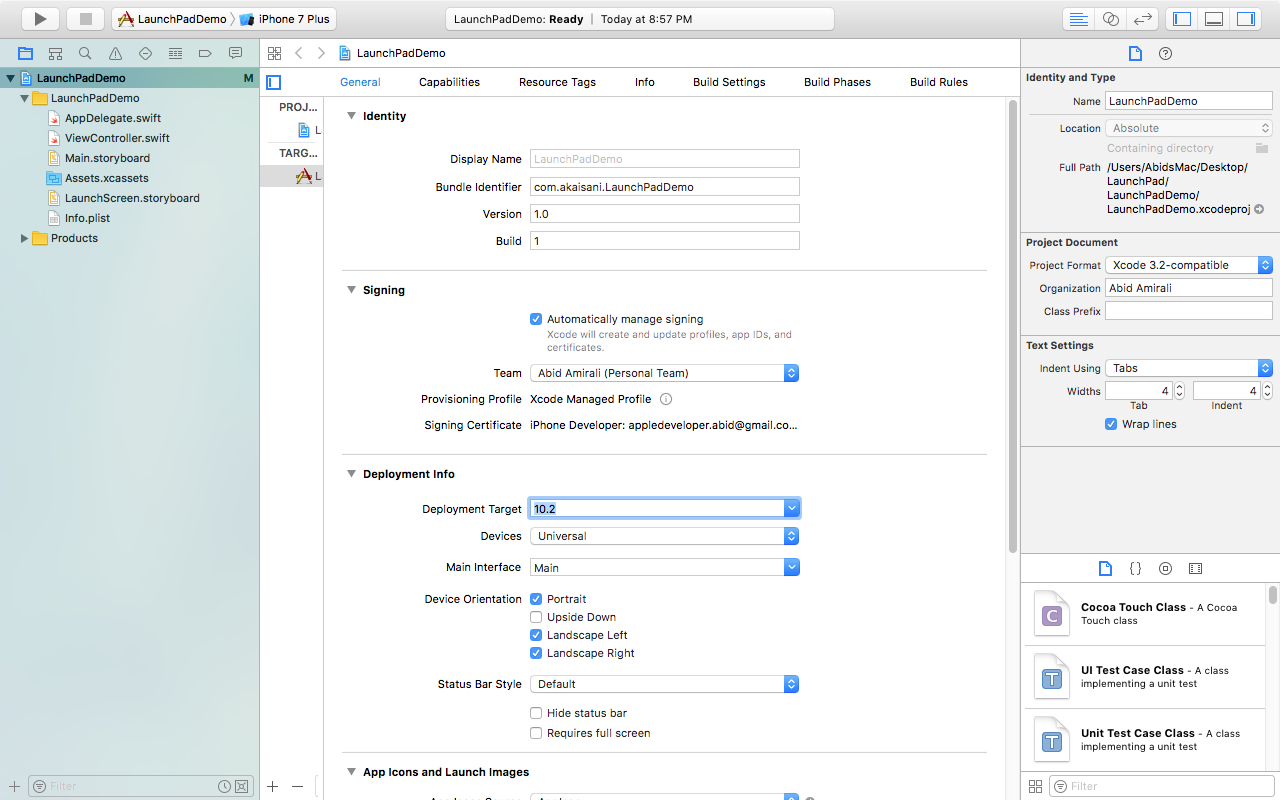 LaunchPadDemo
iPhone 7 Plus
LaunchPadDemo: Ready
Today at 8:57 PM
LaunchPadDemo M
LaunchPadDemo
AppDelegate.swift
ViewController.swift
Main.storyboard
Assets.xcassets
LaunchScreen.storyboard
Info.plist
Products
Filter
LaunchPadDemo
General Capabilities Resource Tags Info Build Settings Build Phases Build Rules
PROJ...
L
TARG...
L
Identity
Display Name LaunchPadDemo
Bundle Identifier com.akaisani.LaunchPadDemo
Version 1.0
Build 1
Signing
Automatically manage signing
Xcode will create and update profiles, app IDs, and
certificates.
Team Abid Amirali (Personal Team)
Provisioning Profile Xcode Managed Profile
Signing Certificate iPhone Developer: appledeveloper.abid@gmail.co...
Deployment Info
Deployment Target 10.2
Devices Universal
Main Interface Main
Device Orientation Portrait
Upside Down
Landscape Left
Landscape Right
Status Bar Style Default
Hide status bar
Requires full screen
App Icons and Launch Images
Identity and Type
Name LaunchPadDemo
Location Absolute
Containing directory
Full Path /Users/AbidsMac/Desktop/
LaunchPad/
LaunchPadDemo/
LaunchPadDemo.xcodeproj
Project Document
Project Format Xcode 3.2-compatible
Organization Abid Amirali
Class Prefix
Text Settings
Indent Using Tabs
Widths 4 4
Tab Indent
Wrap lines
{ }
C
Cocoa Touch Class - A Cocoa
Touch class
T
UI Test Case Class - A class
implementing a unit test
T
Unit Test Case Class - A class
implementing a unit test
Filter